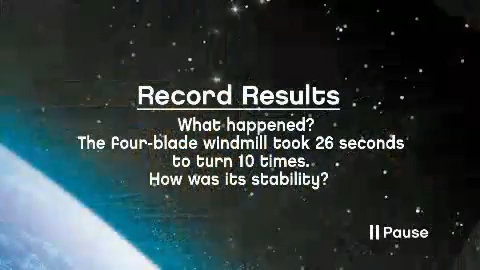 Record Results
What happened?
The four-blade windmill took 26 seconds
to turn 10 times.
How was its stability?
Pause